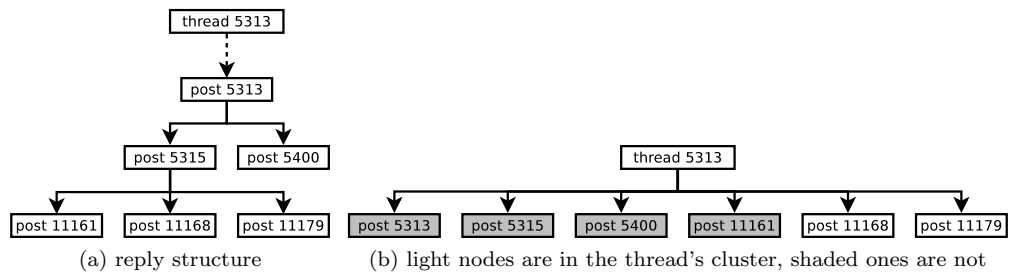 thread 5313
post 5313
post 5315
post 5400
post 11161
post 11168
post 11179
(a) reply structure
thread 5313
post 5313
post 5315
post 5400
post 11161
post 11168
post 11179
(b) light nodes are in the thread's cluster, shaded ones are not